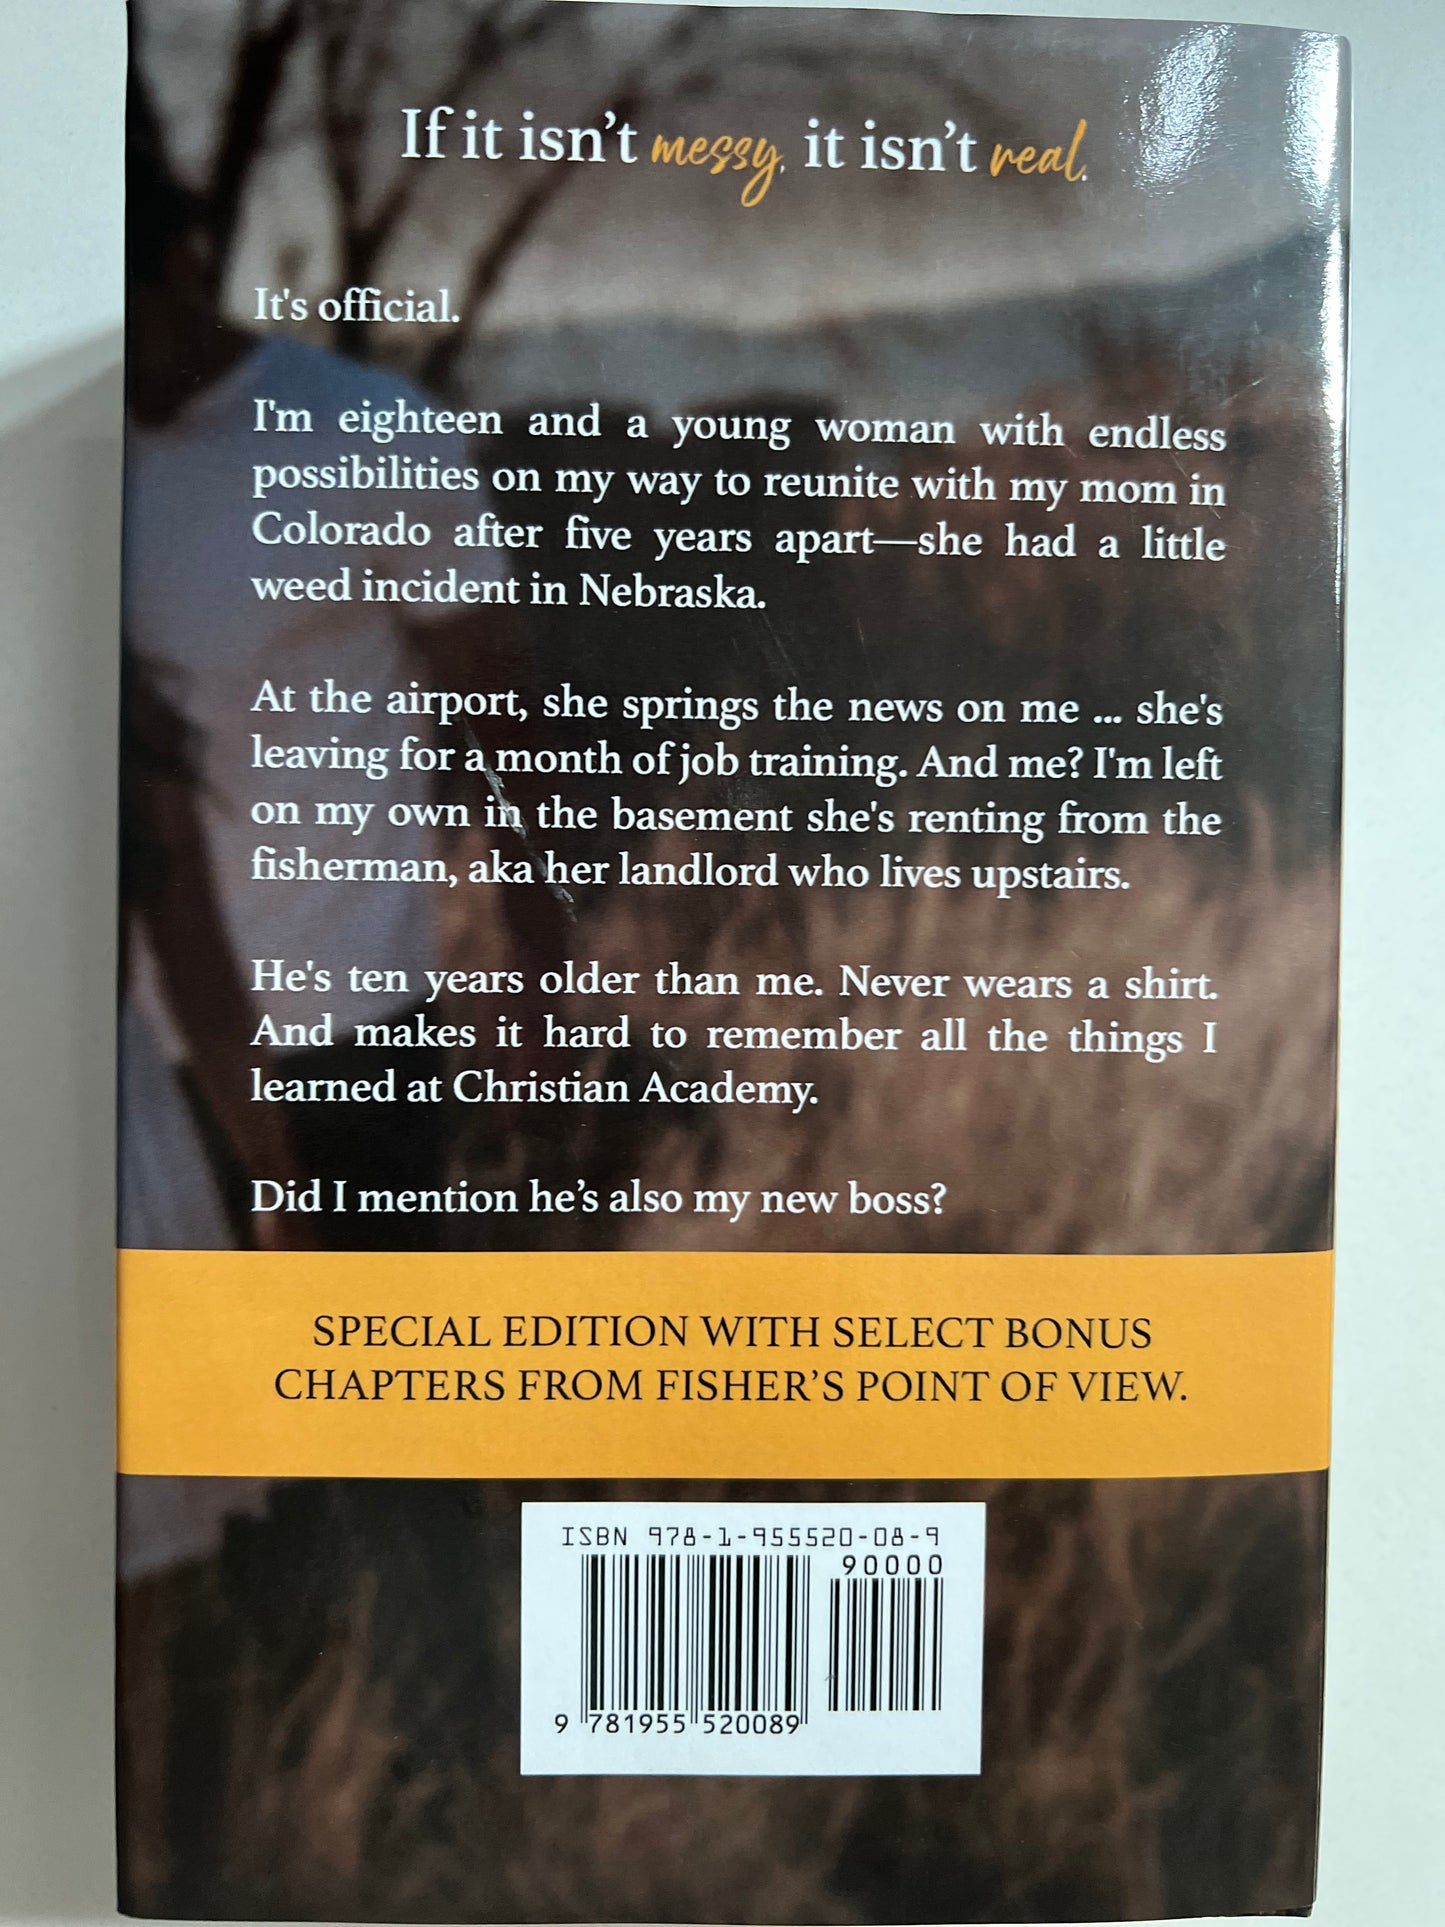 If it isn’t messy, it isn’t real.
It's official.
I'm eighteen and a young woman with endless
possibilities on my way to reunite with my mom in
Colorado after five years apart—she had a little
weed incident in Nebraska.
At the airport, she springs the news on me ... she's
leaving for a month of job training. And me? I'm left
on my own in the basement she's renting from the
fisherman, aka her landlord who lives upstairs.
He's ten years older than me. Never wears a shirt.
And makes it hard to remember all the things I
learned at Christian Academy.
Did I mention he’s also my new boss?
SPECIAL EDITION WITH SELECT BONUS
CHAPTERS FROM FISHER’S POINT OF VIEW.
ISBN 978-1-955520-08-9
90000
9 781955 520089